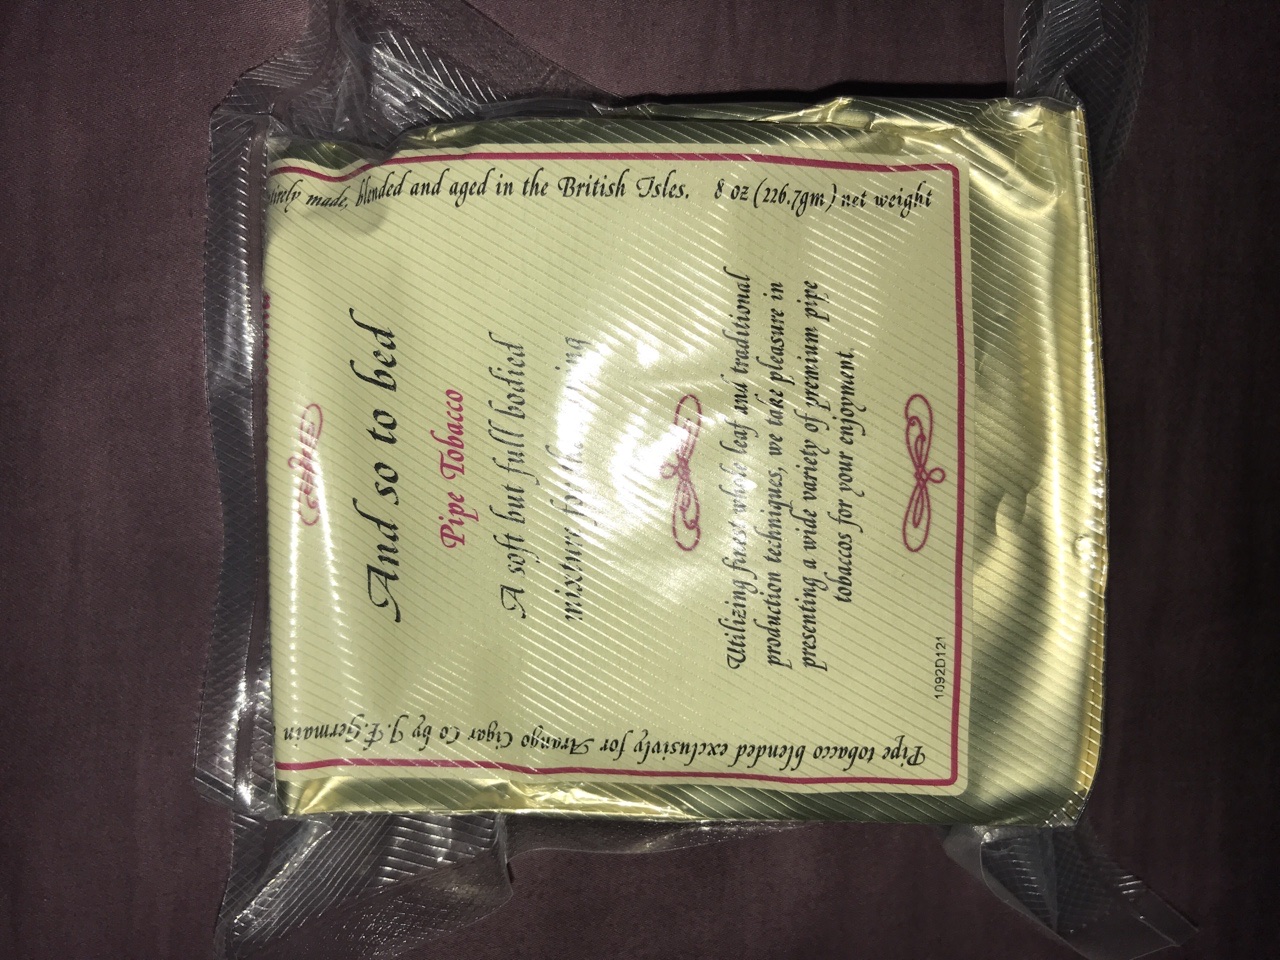 And so to bed
Pipe Tobacco
A soft but full bodied
mixture for the
Utilizing finest whole leaf and traditional
production techniques, we take pleasure in
presenting a wide variety of premium pipe
tobaccos for your enjoyment.
made, blended and aged in the British Isles. 8 oz (226.7gm) net weight
Pipe tobacco blended exclusively for Arango Cigar Co by J.F.Germain
1092D121